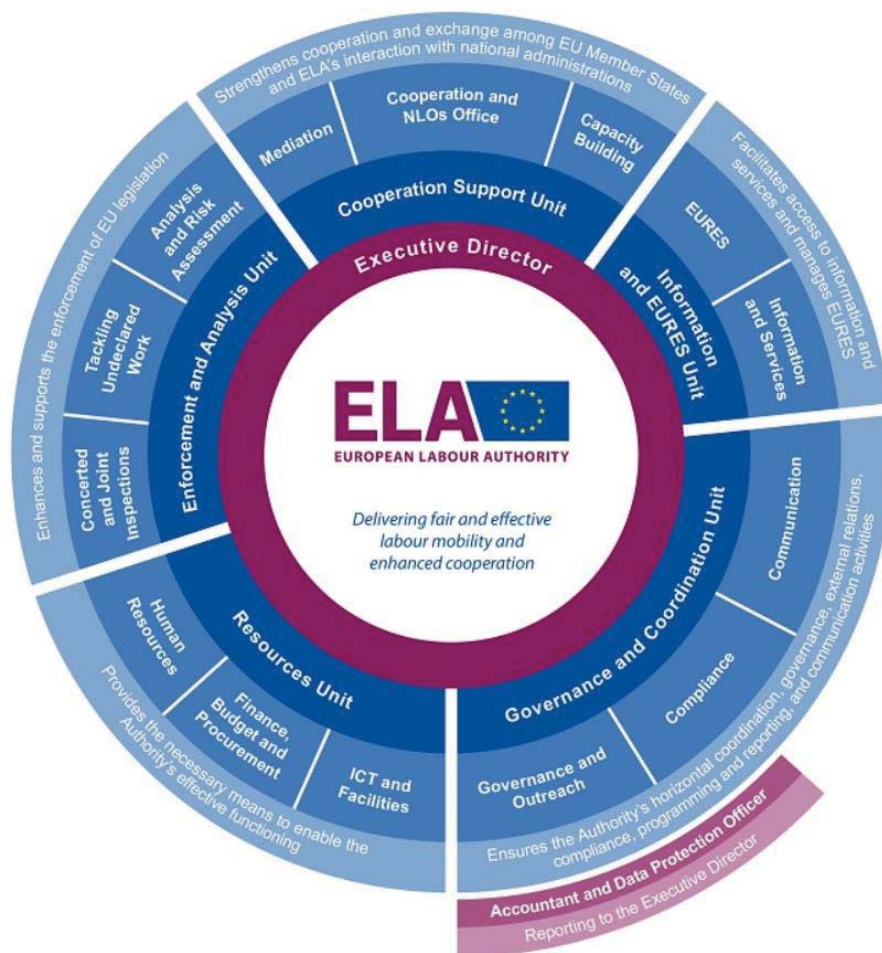 Strengthens cooperation and exchange among EU Member States
and ELA's interaction with national administrations
Mediation
Cooperation and
NLOs Office
Capacity
Building
Cooperation Support Unit
Facilitates access to information and
services and manages EURES
EURES
Information
and Services
Information
and EURES Unit
Enhances and supports the enforcement of EU legislation
Analysis
and Risk
Assessment
Tackling
Undeclared
Work
Concerted
and Joint
Inspections
Enforcement and Analysis Unit
Executive Director
ELA
EUROPEAN LABOUR AUTHORITY
Delivering fair and effective
labour mobility and
enhanced cooperation
Resources Unit
Human
Resources
Finance,
Budget and
Procurement
ICT and
Facilities
Provides the necessary means to enable the
Authority's effective functioning
Governance and Coordination Unit
Communication
Compliance
Governance and
Outreach
Ensures the Authority's horizontal coordination, governance, external relations,
compliance, programming and reporting, and communication activities
Accountant and Data Protection Officer
Reporting to the Executive Director